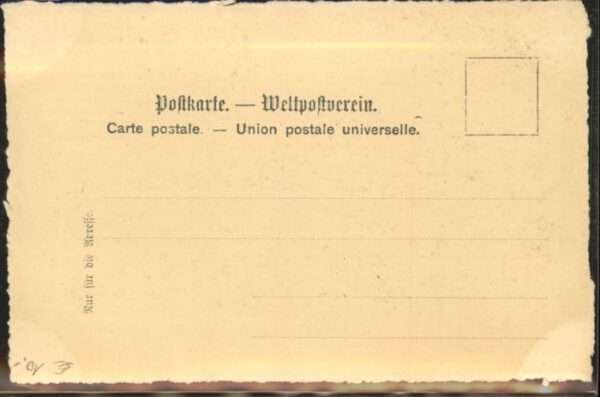 Postkarte. — Weltpostverein.
Carte postale. — Union postale universelle.
Nur für die Adresse.